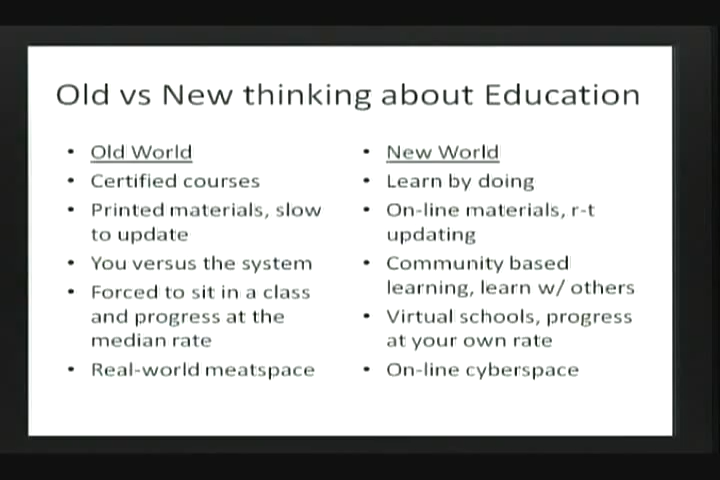 Old vs New thinking about Education
• Old World
• Certified courses
• Printed materials, slow
to update
• You versus the system
• Forced to sit in a class
and progress at the
median rate
• Real-world meatspace
• New World
• Learn by doing
• On-line materials, r-t
updating
• Community based
learning, learn w/ others
• Virtual schools, progress
at your own rate
• On-line cyberspace